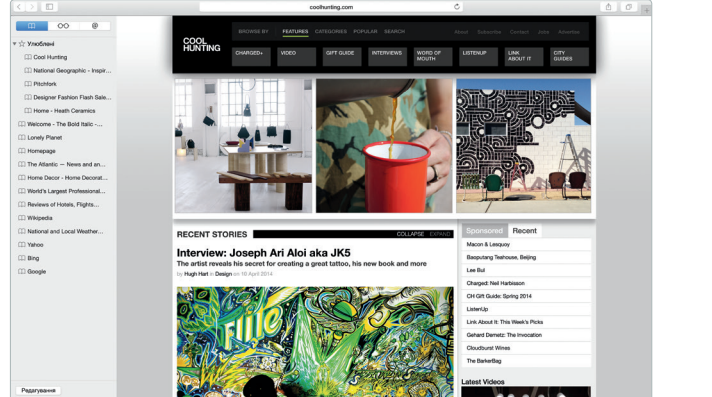 coolhunting.com
@
Улюблені
Cool Hunting
National Geographic - Inspir...
Pitchfork
Designer Fashion Flash Sale...
Home - Heath Ceramics
Welcome - The Bold Italic -...
Lonely Planet
Homepage
The Atlantic — News and an...
Home Decor - Home Decorat...
World's Largest Professional...
Reviews of Hotels, Flights...
Wikipedia
National and Local Weather...
Yahoo
Bing
Google
Редагування
COOL
HUNTING
BROWSE BY FEATURES CATEGORIES POPULAR SEARCH
About Subscribe Contact Jobs Advertise
CHARGED+
VIDEO
GIFT GUIDE
INTERVIEWS
WORD OF
MOUTH
LISTENUP
LINK
ABOUT IT
CITY
GUIDES
RECENT STORIES
COLLAPSE EXPAND
Interview: Joseph Ari Aloi aka JK5
The artist reveals his secret for creating a great tattoo, his new book and more
by Hugh Hart in Design on 16 April 2014
Sponsored Recent
Macon & Lesquoy
Baoputang Teahouse, Beijing
Lee Bul
Charged: Neil Harbisson
CH Gift Guide: Spring 2014
ListenUp
Link About It: This Week's Picks
Gehard Demetz: The Invocation
Cloudburst Wines
The BarkerBag
Latest Videos